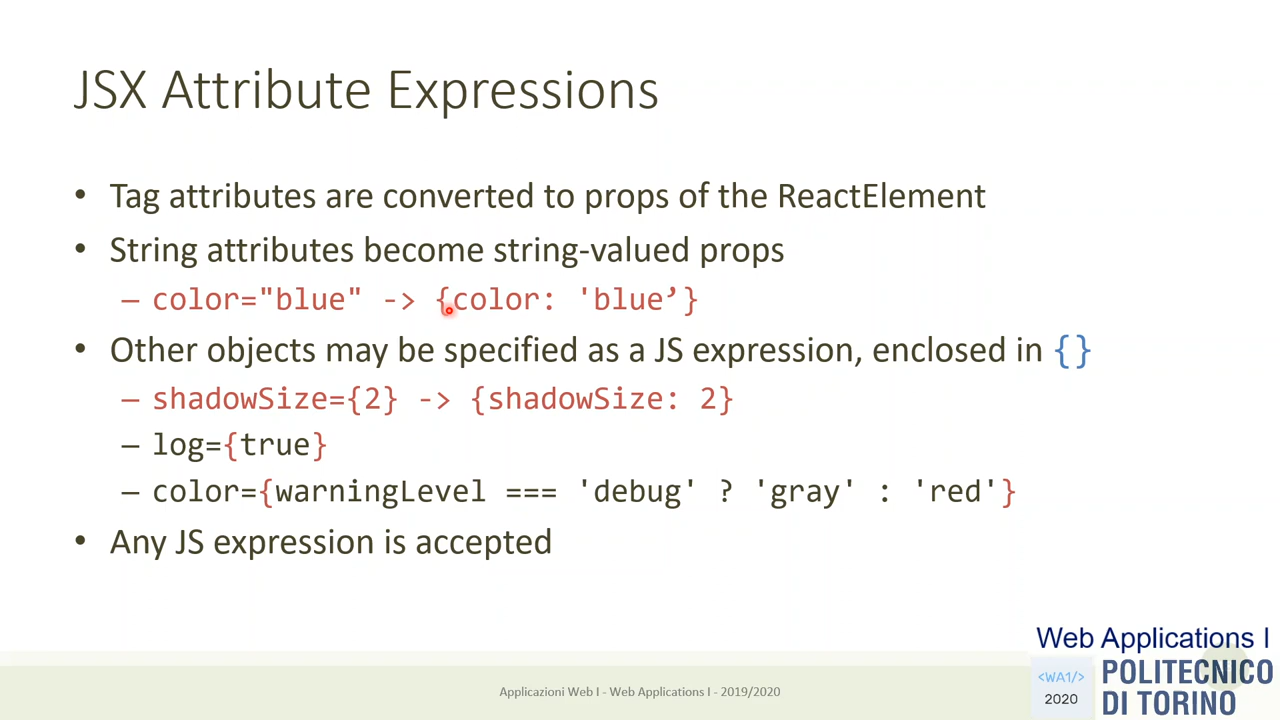 JSX Attribute Expressions
• Tag attributes are converted to props of the ReactElement
• String attributes become string-valued props
– color="blue" -> {color: 'blue’}
• Other objects may be specified as a JS expression, enclosed in {}
– shadowSize={2} -> {shadowSize: 2}
– log={true}
– color={warningLevel === 'debug' ? 'gray' : 'red'}
• Any JS expression is accepted
Web Applications I
<WA1/>
2020
POLITECNICO
DI TORINO
Applicazioni Web I - Web Applications I - 2019/2020